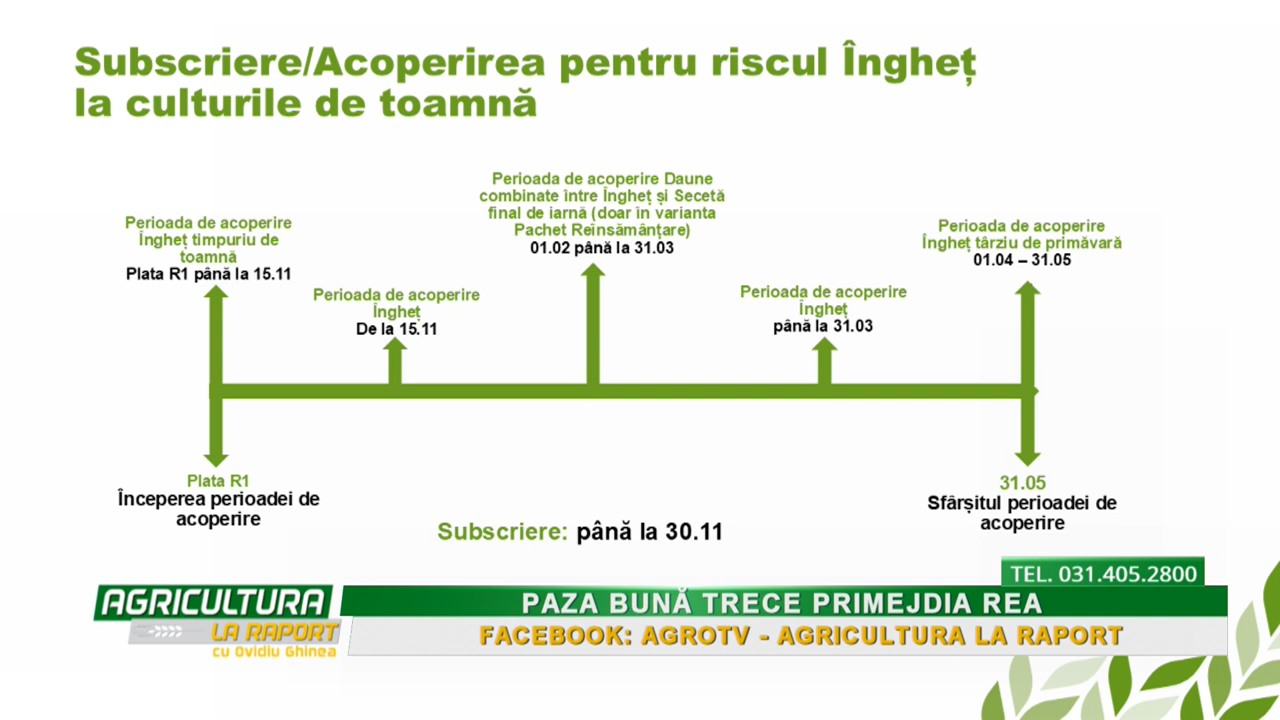 Subscriere/Acoperirea pentru riscul Îngheț
la culturile de toamnă
Perioada de acoperire
Îngheț timpuriu de
toamnă
Plata R1 până la 15.11
Perioada de acoperire
Îngheț
De la 15.11
Perioada de acoperire Daune
combinate între Îngheț și Secetă
final de iarnă (doar în varianta
Pachet Reînsămânțare)
01.02 până la 31.03
Perioada de acoperire
Îngheț
până la 31.03
Perioada de acoperire
Îngheț târziu de primăvară
01.04 – 31.05
Plata R1
Începerea perioadei de
acoperire
31.05
Sfârșitul perioadei de
acoperire
Subscriere: până la 30.11
TEL. 031.405.2800
AGRICULTURA
LA RAPORT
cu Ovidiu Ghinea
PAZA BUNĂ TRECE PRIMEJDIA REA
FACEBOOK: AGROTV - AGRICULTURA LA RAPORT